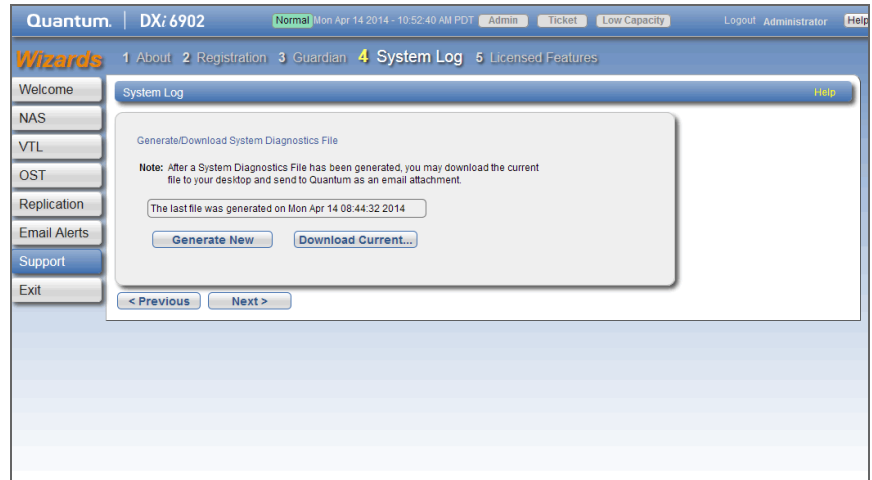 Quantum. DXi 6902 Normal Mon Apr 14 2014 - 10:52:40 AM PDT Admin Ticket Low Capacity Logout Administrator Help
Wizards 1 About 2 Registration 3 Guardian 4 System Log 5 Licensed Features
Welcome
NAS
VTL
OST
Replication
Email Alerts
Support
Exit
System Log Help
Generate/Download System Diagnostics File
Note: After a System Diagnostics File has been generated, you may download the current
file to your desktop and send to Quantum as an email attachment.
The last file was generated on Mon Apr 14 08:44:32 2014
Generate New Download Current...
< Previous Next >